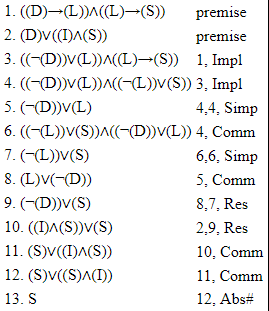 1. ((D)→(L))∧((L)→(S)) premise
2. (D)∨((I)∧(S)) premise
3. ((¬(D))∨(L))∧((L)→(S)) 1, Impl
4. ((¬(D))∨(L))∧((¬(L))∨(S)) 3, Impl
5. (¬(D))∨(L) 4,4, Simp
6. ((¬(L))∨(S))∧((¬(D))∨(L)) 4, Comm
7. (¬(L))∨(S) 6,6, Simp
8. (L)∨(¬(D)) 5, Comm
9. (¬(D))∨(S) 8,7, Res
10. ((I)∧(S))∨(S) 2,9, Res
11. (S)∨((I)∧(S)) 10, Comm
12. (S)∨((S)∧(I)) 11, Comm
13. S 12, Abs#